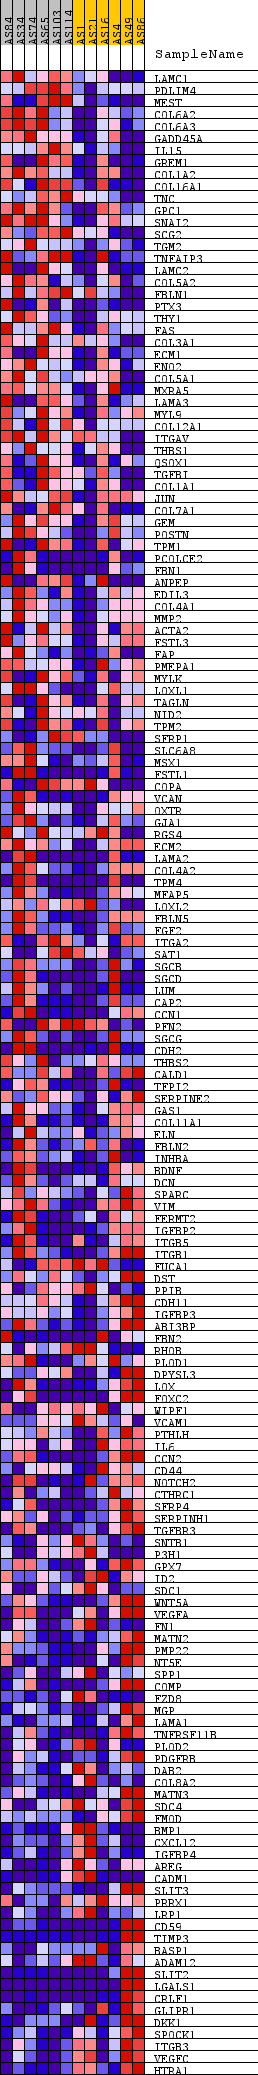 AS84 AS34 AS74 AS65 AS103 AS114 AS1 AS21 AS16 AS4 AS49 AS86
SampleName
LAMC1
PDLIM4
MEST
COL6A2
COL6A3
GADD45A
IL15
GREM1
COL1A2
COL16A1
TNC
GPC1
SNAI2
SCG2
TGM2
TNFAIP3
LAMC2
COL5A2
FBLN1
PTX3
THY1
FAS
COL3A1
ECM1
ENO2
COL5A1
MXRA5
LAMA3
MYL9
COL12A1
ITGAV
THBS1
QSOX1
TGFBI
COL1A1
JUN
COL7A1
GEM
POSTN
TPM1
PCOLCE2
FBN1
ANPEP
EDIL3
COL4A1
MMP2
ACTA2
FSTL3
FAP
PMEPA1
MYLK
LOXL1
TAGLN
NID2
TPM2
SFRP1
SLC6A8
MSX1
FSTL1
COPA
VCAN
OXTR
GJA1
RGS4
ECM2
LAMA2
COL4A2
TPM4
MFAP5
LOXL2
FBLN5
FGF2
ITGA2
SAT1
SGCB
SGCD
LUM
CAP2
CCN1
PFN2
SGCG
CDH2
THBS2
CALD1
TFPI2
SERPINE2
GAS1
COL11A1
ELN
FBLN2
INHBA
BDNF
DCN
SPARC
VIM
FERMT2
IGFBP2
ITGB5
ITGB1
FUCA1
DST
PPIB
CDH11
IGFBP3
ABI3BP
FBN2
RHOB
PLOD1
DPYSL3
LOX
FOXC2
WIPF1
VCAM1
PTHLH
IL6
CCN2
CD44
NOTCH2
CTHRC1
SFRP4
SERPINH1
TGFBR3
SNTB1
P3H1
GPX7
ID2
SDC1
WNT5A
VEGFA
FN1
MATN2
PMP22
NT5E
SPP1
COMP
FZD8
MGP
LAMA1
TNFRSF11B
PLOD2
PDGFRB
DAB2
COL8A2
MATN3
SDC4
FMOD
BMP1
CXCL12
IGFBP4
AREG
CADM1
SLIT3
PRRX1
LRP1
CD59
TIMP3
BASP1
ADAM12
SLIT2
LGALS1
CRLF1
GLIPR1
DKK1
SPOCK1
ITGB3
VEGFC
HTRA1